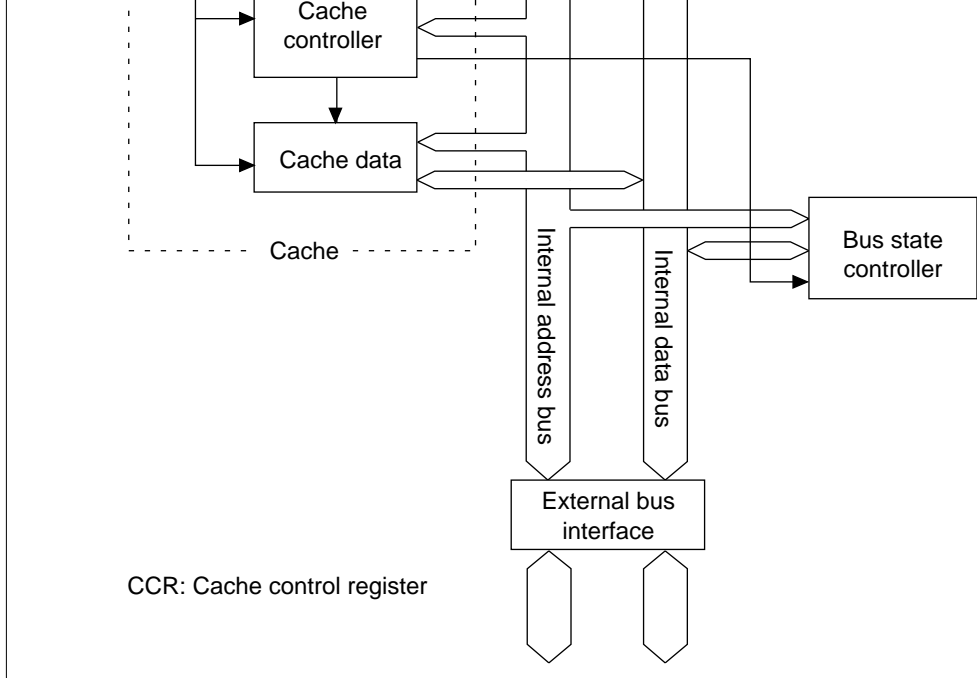 Cache
controller
Cache data
Cache
Internal address bus
Internal data bus
Bus state
controller
External bus
interface
CCR: Cache control register